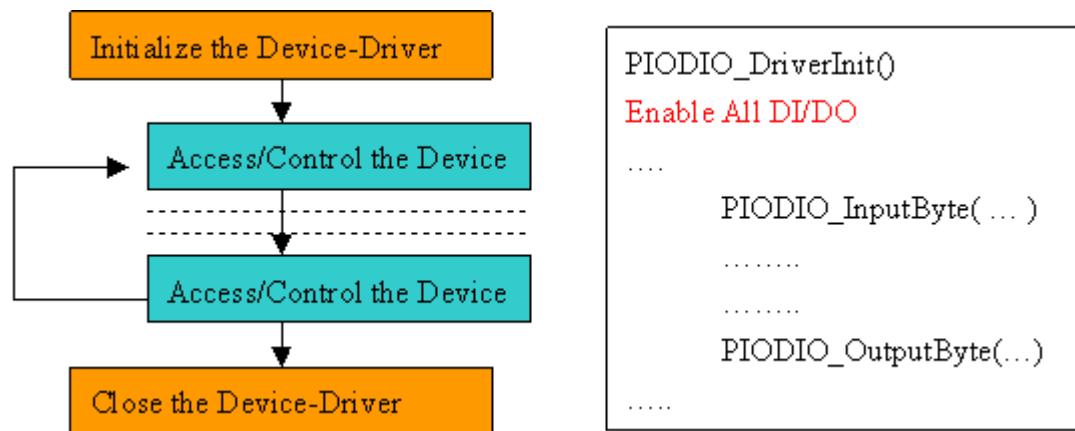 Initialize the Device-Driver
Access/Control the Device
Access/Control the Device
Close the Device-Driver
PIODIO_DriverInit()
Enable All DI/DO
....
PIODIO_InputByte( ... )
........
........
PIODIO_OutputByte(...)
.....